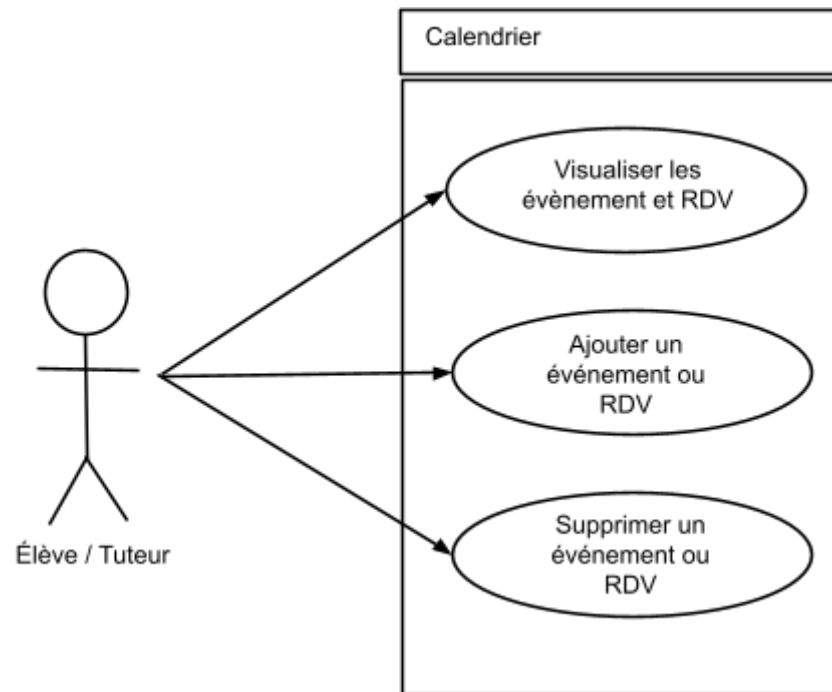 Calendrier
Visualiser les
évènement et RDV
Ajouter un
événement ou
RDV
Supprimer un
événement ou
RDV
Élève / Tuteur